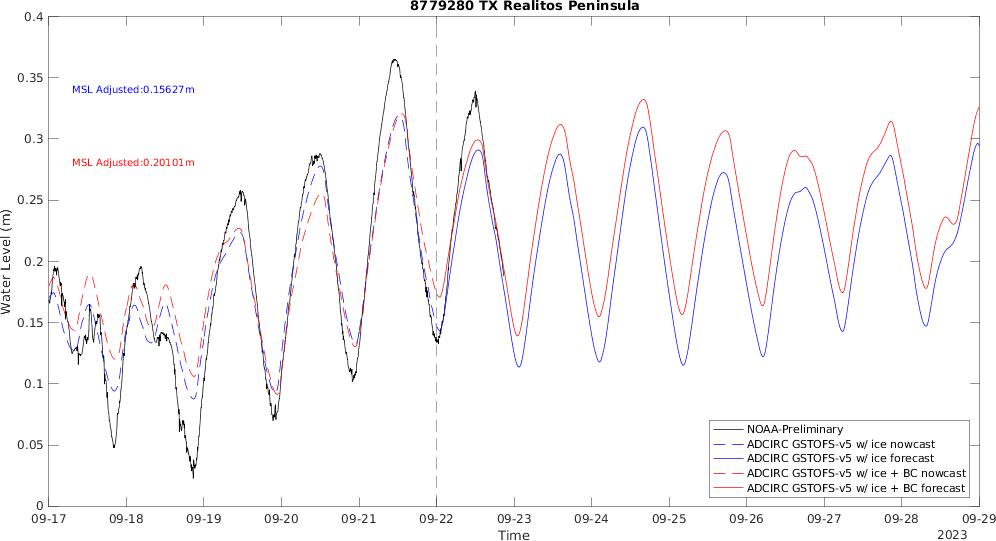 8779280 TX Realitos Peninsula
0.4
0.35
0.3
0.25
0.2
0.15
0.1
0.05
0
Water Level (m)
MSL Adjusted:0.15627m
MSL Adjusted:0.20101m
NOAA-Preliminary
ADCIRC GSTOFS-v5 w/ ice nowcast
ADCIRC GSTOFS-v5 w/ ice forecast
ADCIRC GSTOFS-v5 w/ ice + BC nowcast
ADCIRC GSTOFS-v5 w/ ice + BC forecast
09-17 09-18 09-19 09-20 09-21 09-22 09-23 09-24 09-25 09-26 09-27 09-28 09-29
Time
2023